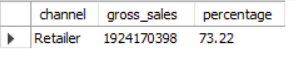 channel gross_sales percentage
Retailer 1924170398 73.22